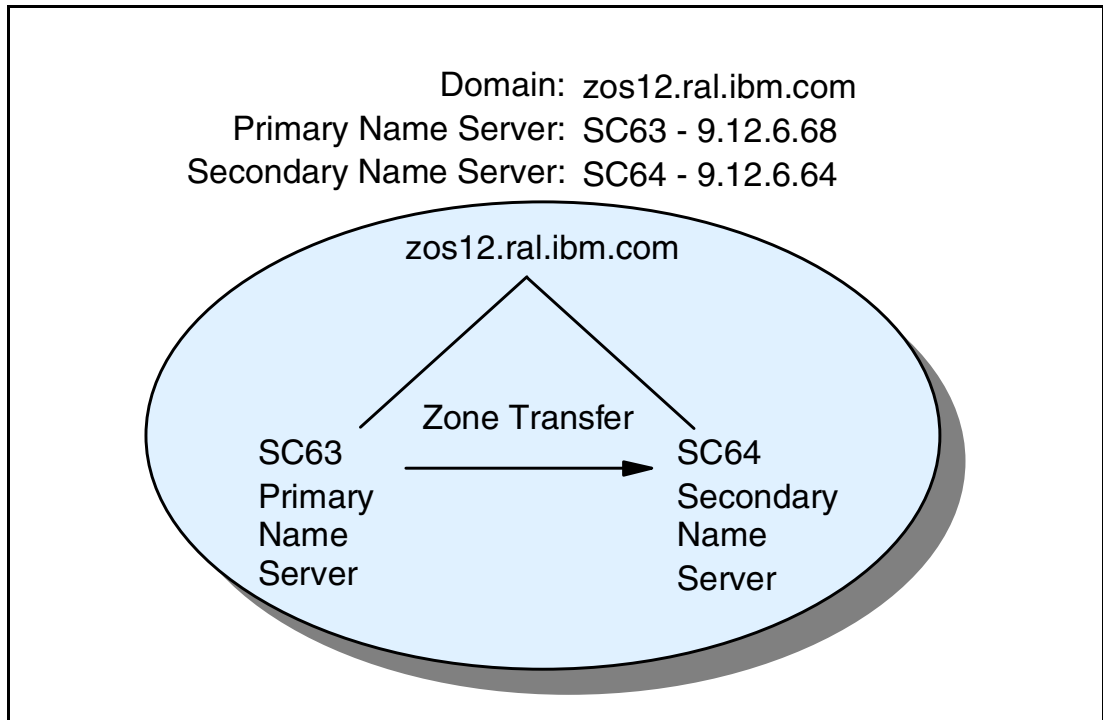 Domain: zos12.ral.ibm.com
Primary Name Server: SC63 - 9.12.6.68
Secondary Name Server: SC64 - 9.12.6.64
zos12.ral.ibm.com
Zone Transfer
SC63
Primary
Name
Server
SC64
Secondary
Name
Server